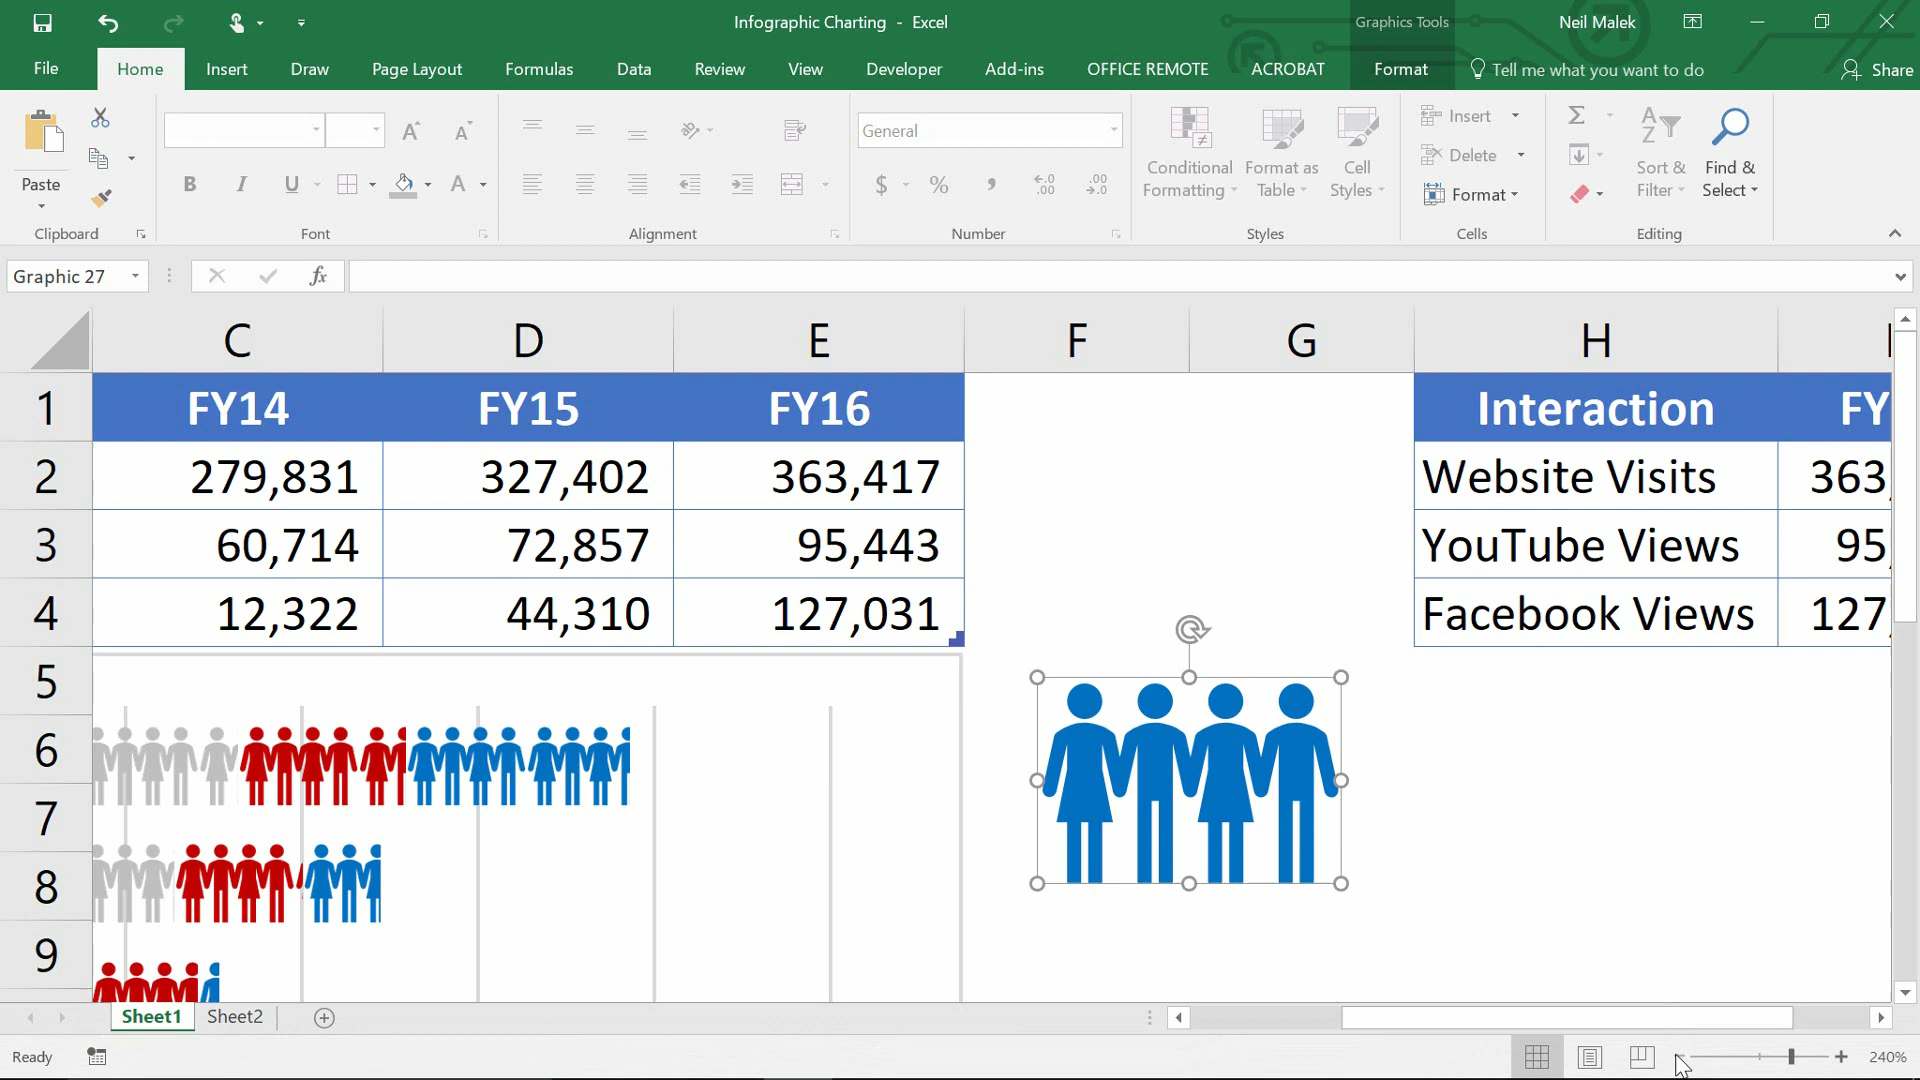 Infographic Charting - Excel
Graphics Tools
Neil Malek
File Home Insert Draw Page Layout Formulas Data Review View Developer Add-ins OFFICE REMOTE ACROBAT Format Tell me what you want to do Share
Paste
Clipboard
B I U A
Font
Alignment
General
$ % ,
Number
Conditional Formatting
Format as Table
Cell Styles
Styles
Insert
Delete
Format
Cells
Sort & Filter
Find & Select
Editing
Graphic 27 fx
C D E F G H
1 FY14 FY15 FY16 Interaction FY
2 279,831 327,402 363,417 Website Visits 363,
3 60,714 72,857 95,443 YouTube Views 95,
4 12,322 44,310 127,031 Facebook Views 127,
5
6
7
8
9
Sheet1 Sheet2
Ready 240%